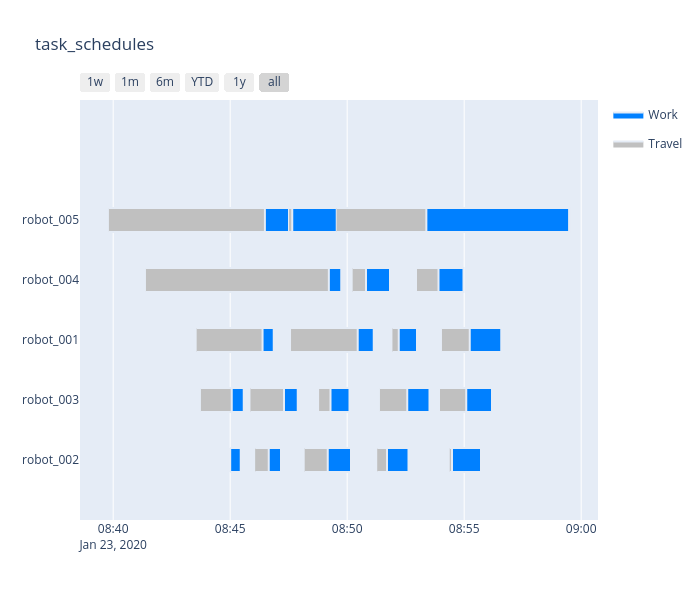 task_schedules
1w 1m 6m YTD 1y all
Work
Travel
robot_005
robot_004
robot_001
robot_003
robot_002
08:40 08:45 08:50 08:55 09:00
Jan 23, 2020